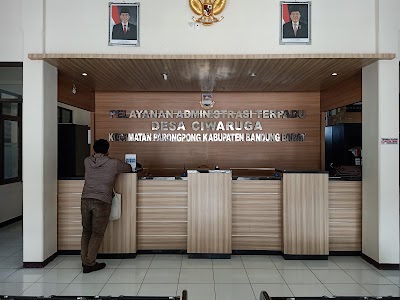 PELAYANAN ADMINISTRASI TERPADU
DESA CIWARUGA
KECAMATAN PARONGPONG KABUPATEN BANDUNG BARAT